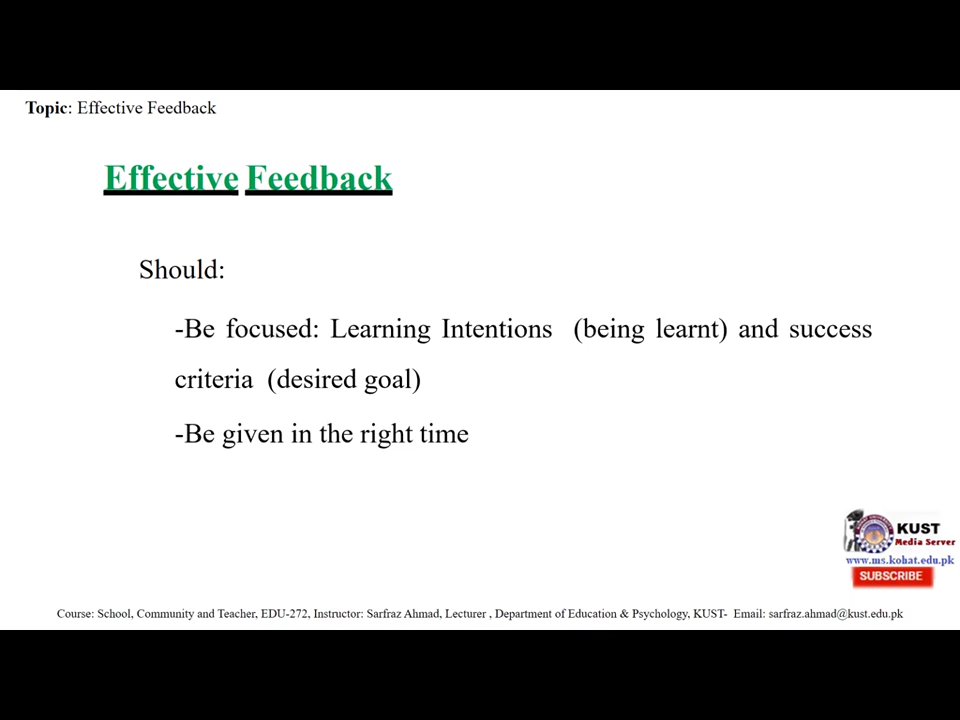 Topic: Effective Feedback
Effective Feedback
Should:
-Be focused: Learning Intentions (being learnt) and success
criteria (desired goal)
-Be given in the right time
KUST
Media Server
www.ms.kohat.edu.pk
SUBSCRIBE
Course: School, Community and Teacher, EDU-272, Instructor: Sarfraz Ahmad, Lecturer , Department of Education & Psychology, KUST- Email: sarfraz.ahmad@kust.edu.pk